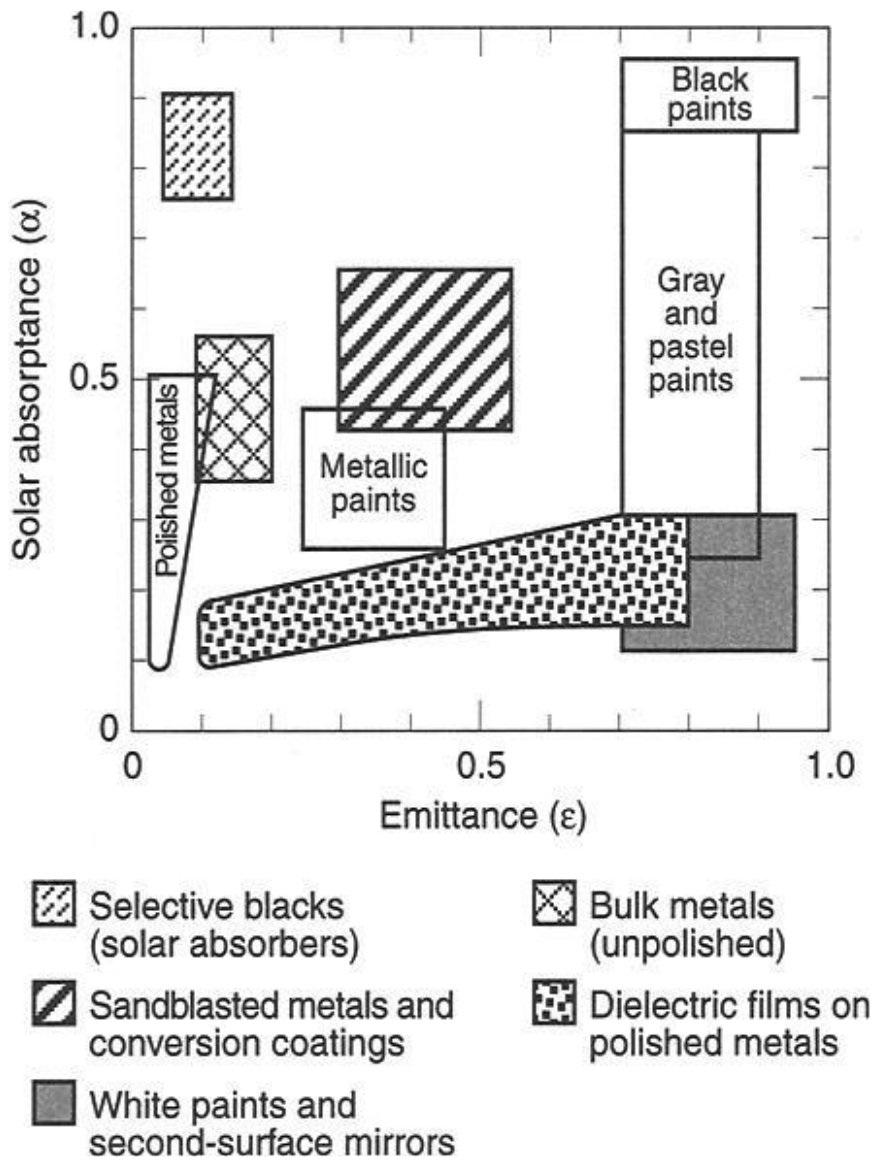 1.0
Black
paints
Solar absorptance (α)
Gray
and
pastel
paints
0.5
Polished metals
Metallic
paints
0
0
0.5
1.0
Emittance (ε)
Selective blacks
(solar absorbers)
Bulk metals
(unpolished)
Sandblasted metals and
conversion coatings
Dielectric films on
polished metals
White paints and
second-surface mirrors